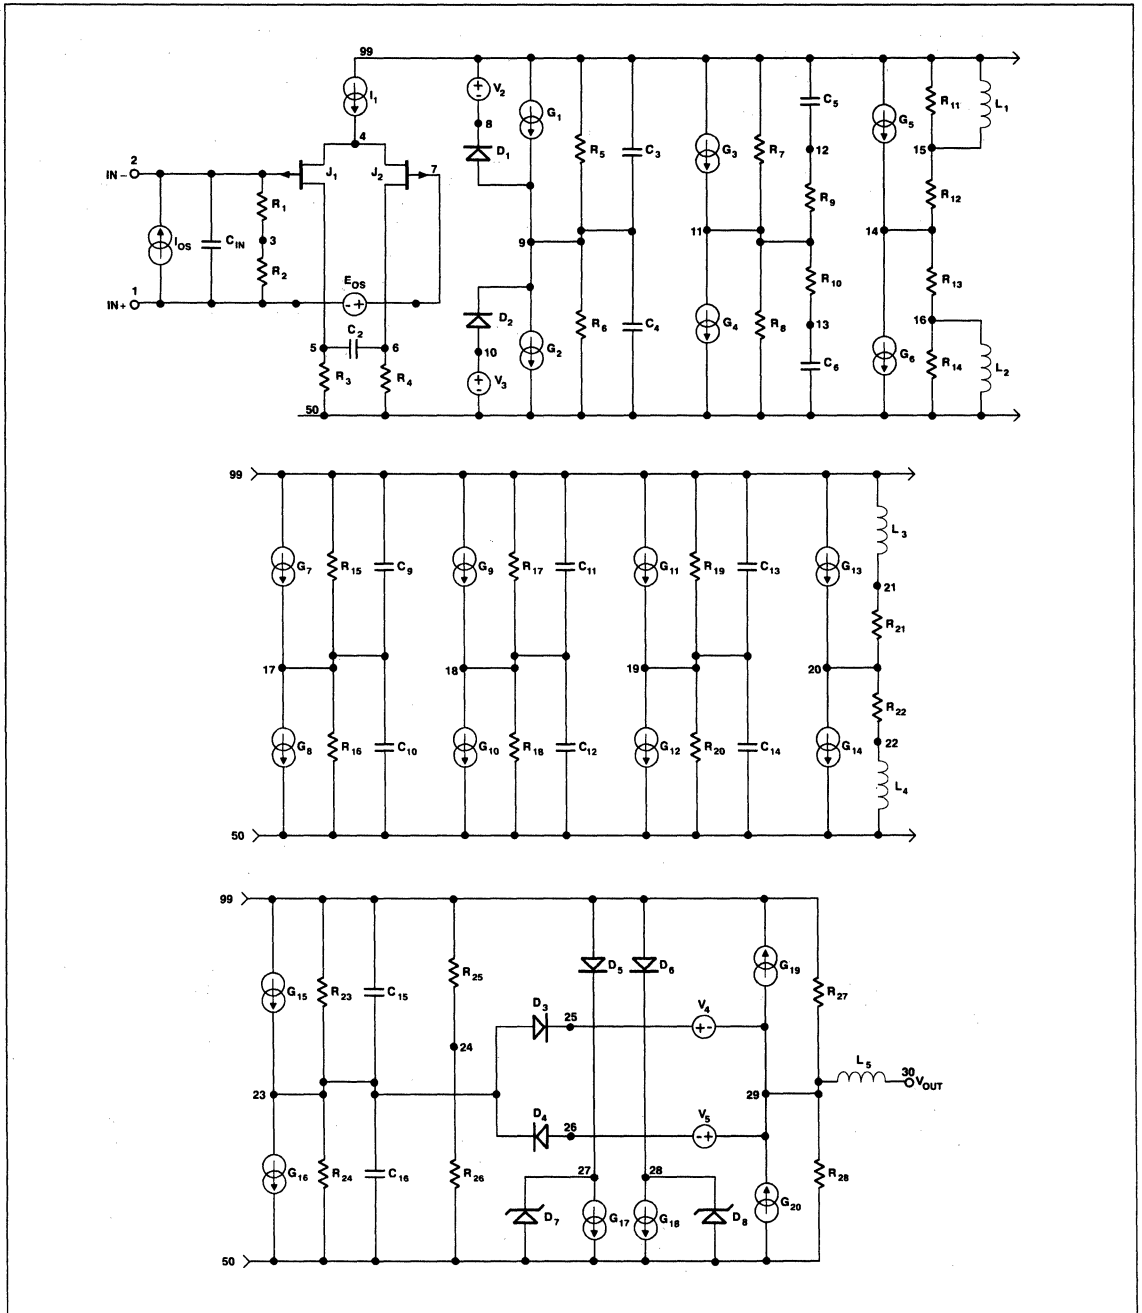 99
I1
V2
+
-
8
D1
G1
R5
C3
G3
R7
C5
12
R9
G5
R11
L1
15
R12
4
2
IN-
J1
J2
7
R1
3
R2
IOS
CIN
1
IN+
EOS
- +
9
11
14
R10
13
C6
R13
16
R14
L2
D2
10
+
-
V3
G2
R6
C4
G4
R8
G6
5
C2
6
R3
R4
50
99
G7
R15
C9
G9
R17
C11
G11
R19
C13
G13
L3
21
R21
17
18
19
20
R22
22
L4
G8
R16
C10
G10
R18
C12
G12
R20
C14
G14
50
99
G15
R23
C15
R25
24
D3
25
D5
D6
V4
+ -
G19
R27
L5
30
VOUT
23
29
D4
26
V5
- +
G16
R24
C16
R26
27
28
D7
G17
G18
D8
G20
R28
50